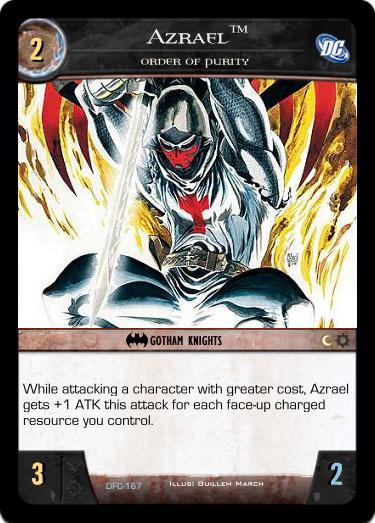 2
AZRAEL™
ORDER OF PURITY
DC
GOTHAM KNIGHTS
While attacking a character with greater cost, Azrael
gets +1 ATK this attack for each face-up charged
resource you control.
3
DFC-167
ILLUS: GUILLEM MARCH
2